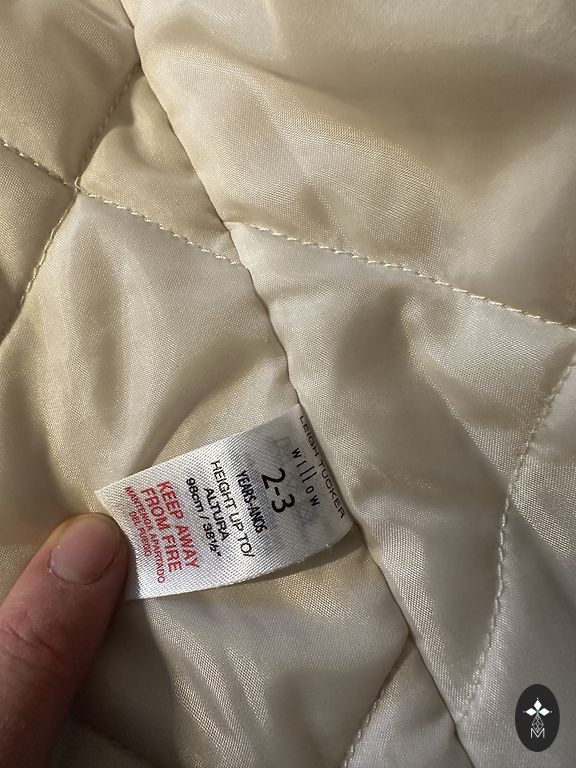 LEIGH TUCKER
willow
2-3
YEARS-ANOS
HEIGHT UP TO/
ALTURA
98cm / 38½"
KEEP AWAY
FROM FIRE
MANTENGA APARTADO
DEL FUEGO
M